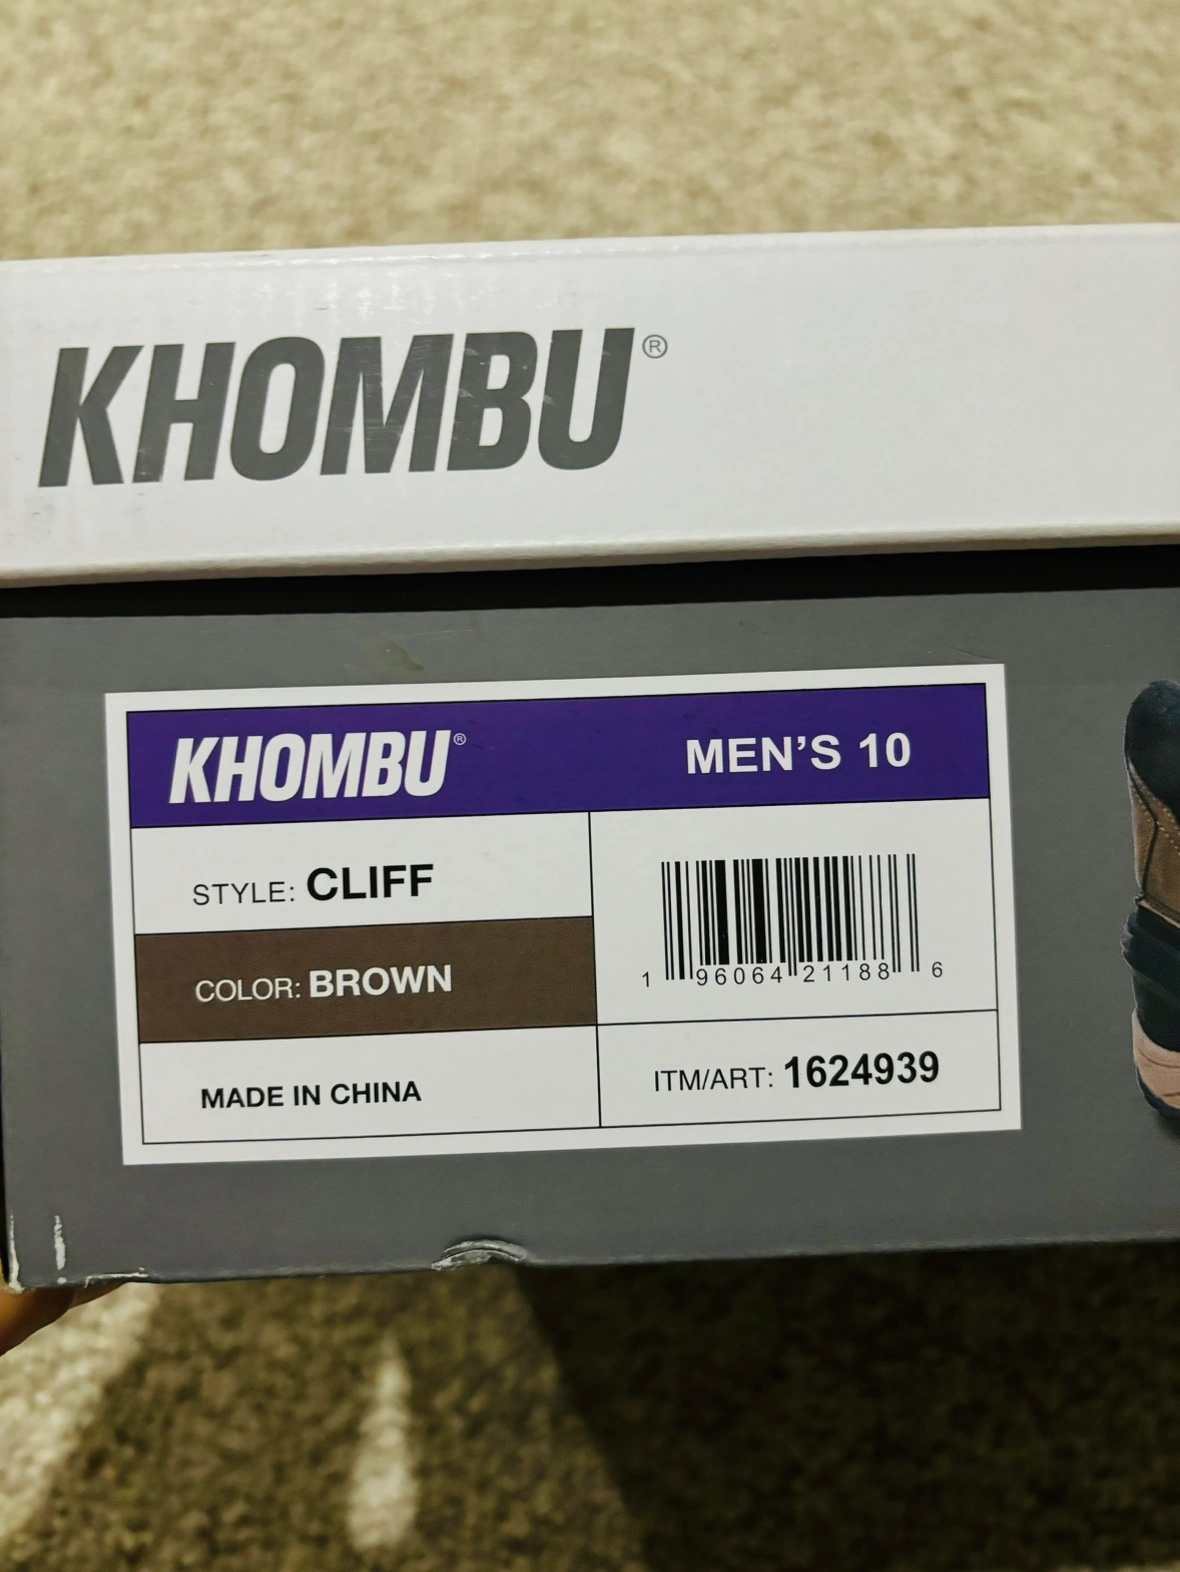 KHOMBU®
KHOMBU® MEN'S 10
STYLE: CLIFF
COLOR: BROWN
1 96064 21188 6
MADE IN CHINA
ITM/ART: 1624939